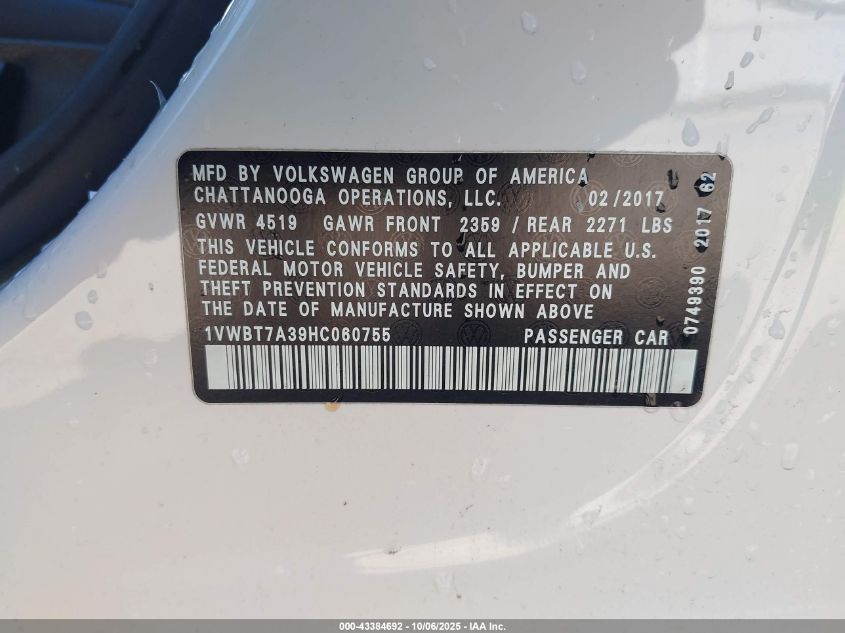 MFD BY VOLKSWAGEN GROUP OF AMERICA
CHATTANOOGA OPERATIONS, LLC. 02/2017
GVWR 4519 GAWR FRONT 2359 / REAR 2271 LBS
THIS VEHICLE CONFORMS TO ALL APPLICABLE U.S.
FEDERAL MOTOR VEHICLE SAFETY, BUMPER AND
THEFT PREVENTION STANDARDS IN EFFECT ON
THE DATE OF MANUFACTURE SHOWN ABOVE
1VWBT7A39HC060755 PASSENGER CAR
0749390 2017 62
000-43384692 - 10/06/2025 - IAA Inc.